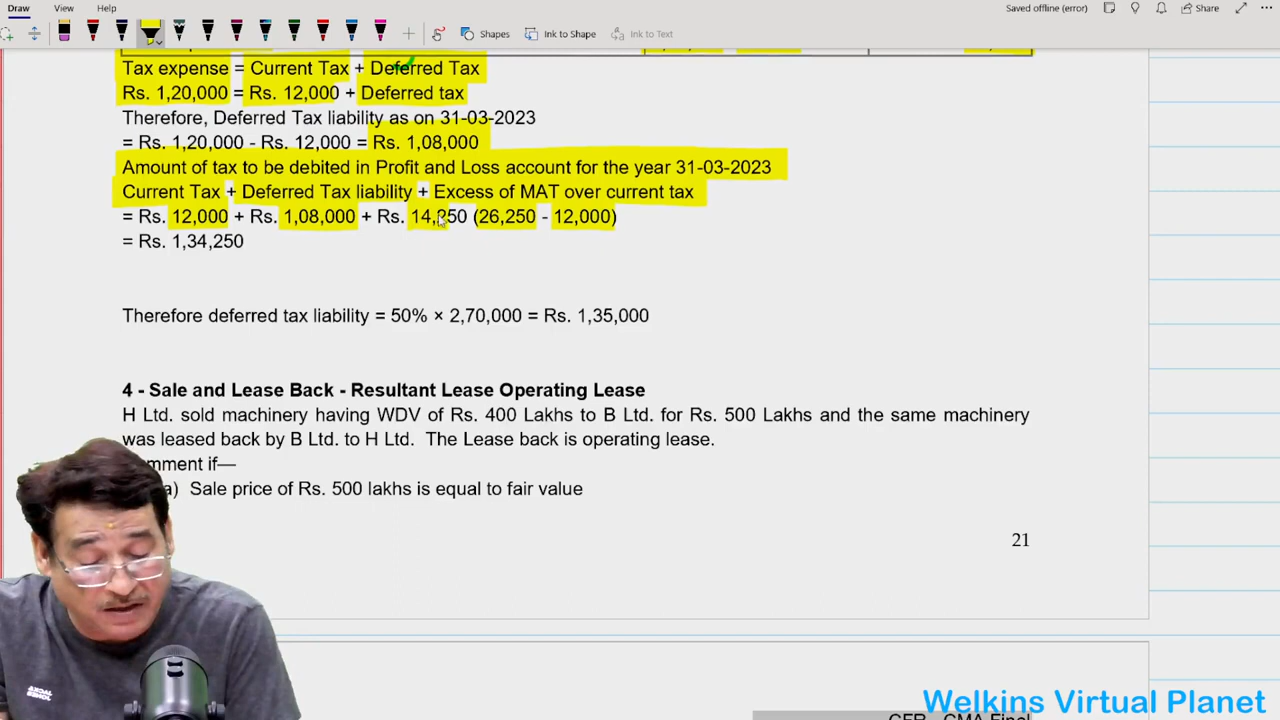 Draw View Help
Saved offline (error)
Share
Shapes
Ink to Shape
Ink to Text
Tax expense = Current Tax + Deferred Tax
Rs. 1,20,000 = Rs. 12,000 + Deferred tax
Therefore, Deferred Tax liability as on 31-03-2023
= Rs. 1,20,000 - Rs. 12,000 = Rs. 1,08,000
Amount of tax to be debited in Profit and Loss account for the year 31-03-2023
Current Tax + Deferred Tax liability + Excess of MAT over current tax
= Rs. 12,000 + Rs. 1,08,000 + Rs. 14,250 (26,250 - 12,000)
= Rs. 1,34,250
Therefore deferred tax liability = 50% × 2,70,000 = Rs. 1,35,000
4 - Sale and Lease Back - Resultant Lease Operating Lease
H Ltd. sold machinery having WDV of Rs. 400 Lakhs to B Ltd. for Rs. 500 Lakhs and the same machinery
was leased back by B Ltd. to H Ltd. The Lease back is operating lease.
mment if—
a) Sale price of Rs. 500 lakhs is equal to fair value
21
Welkins Virtual Planet